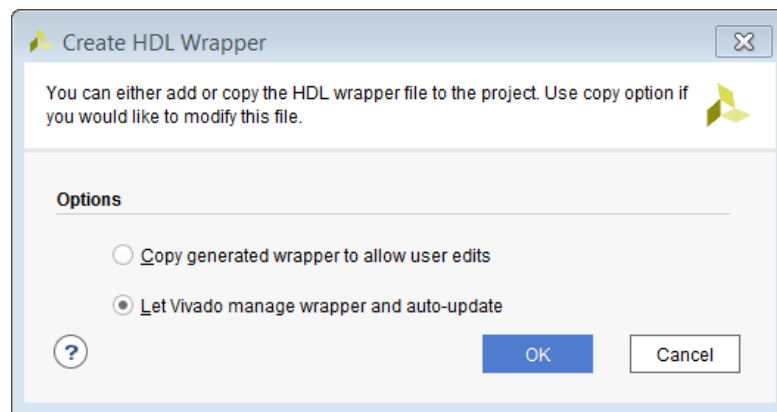 Create HDL Wrapper
You can either add or copy the HDL wrapper file to the project. Use copy option if
you would like to modify this file.
Options
Copy generated wrapper to allow user edits
Let Vivado manage wrapper and auto-update
?
OK
Cancel